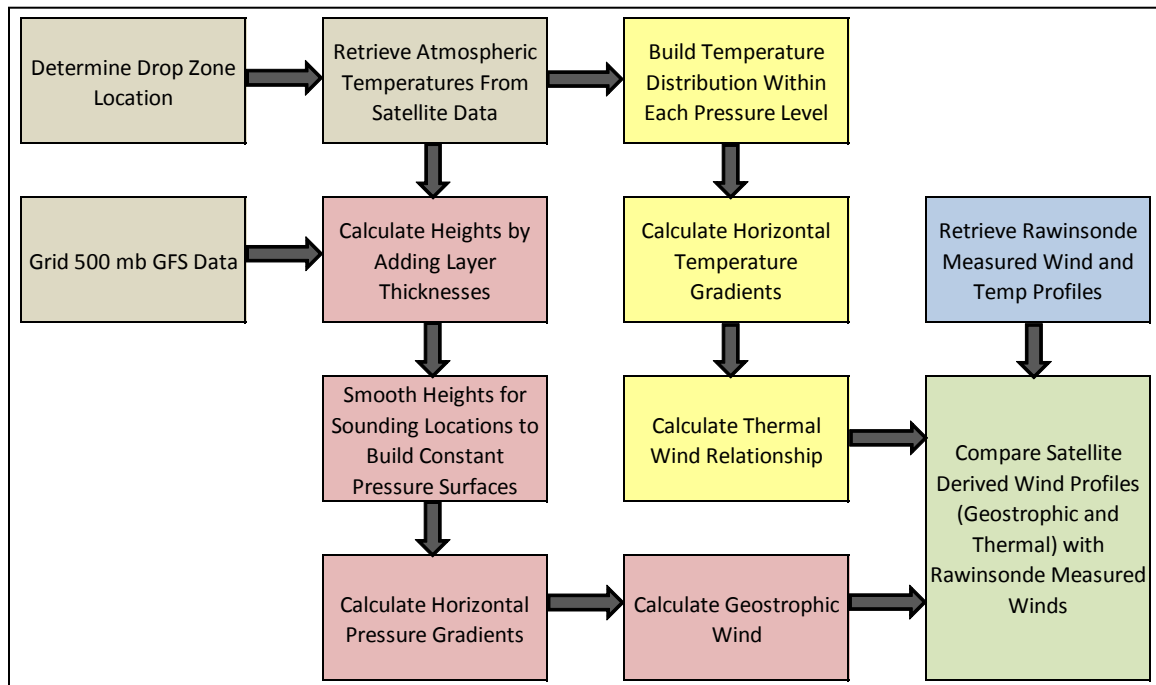 Determine Drop Zone
Location
Retrieve Atmospheric
Temperatures From
Satellite Data
Build Temperature
Distribution Within
Each Pressure Level
Grid 500 mb GFS Data
Calculate Heights by
Adding Layer
Thicknesses
Calculate Horizontal
Temperature
Gradients
Retrieve Rawinsonde
Measured Wind and
Temp Profiles
Smooth Heights for
Sounding Locations to
Build Constant
Pressure Surfaces
Calculate Thermal
Wind Relationship
Compare Satellite
Derived Wind Profiles
(Geostrophic and
Thermal) with
Rawinsonde Measured
Winds
Calculate Horizontal
Pressure Gradients
Calculate Geostrophic
Wind